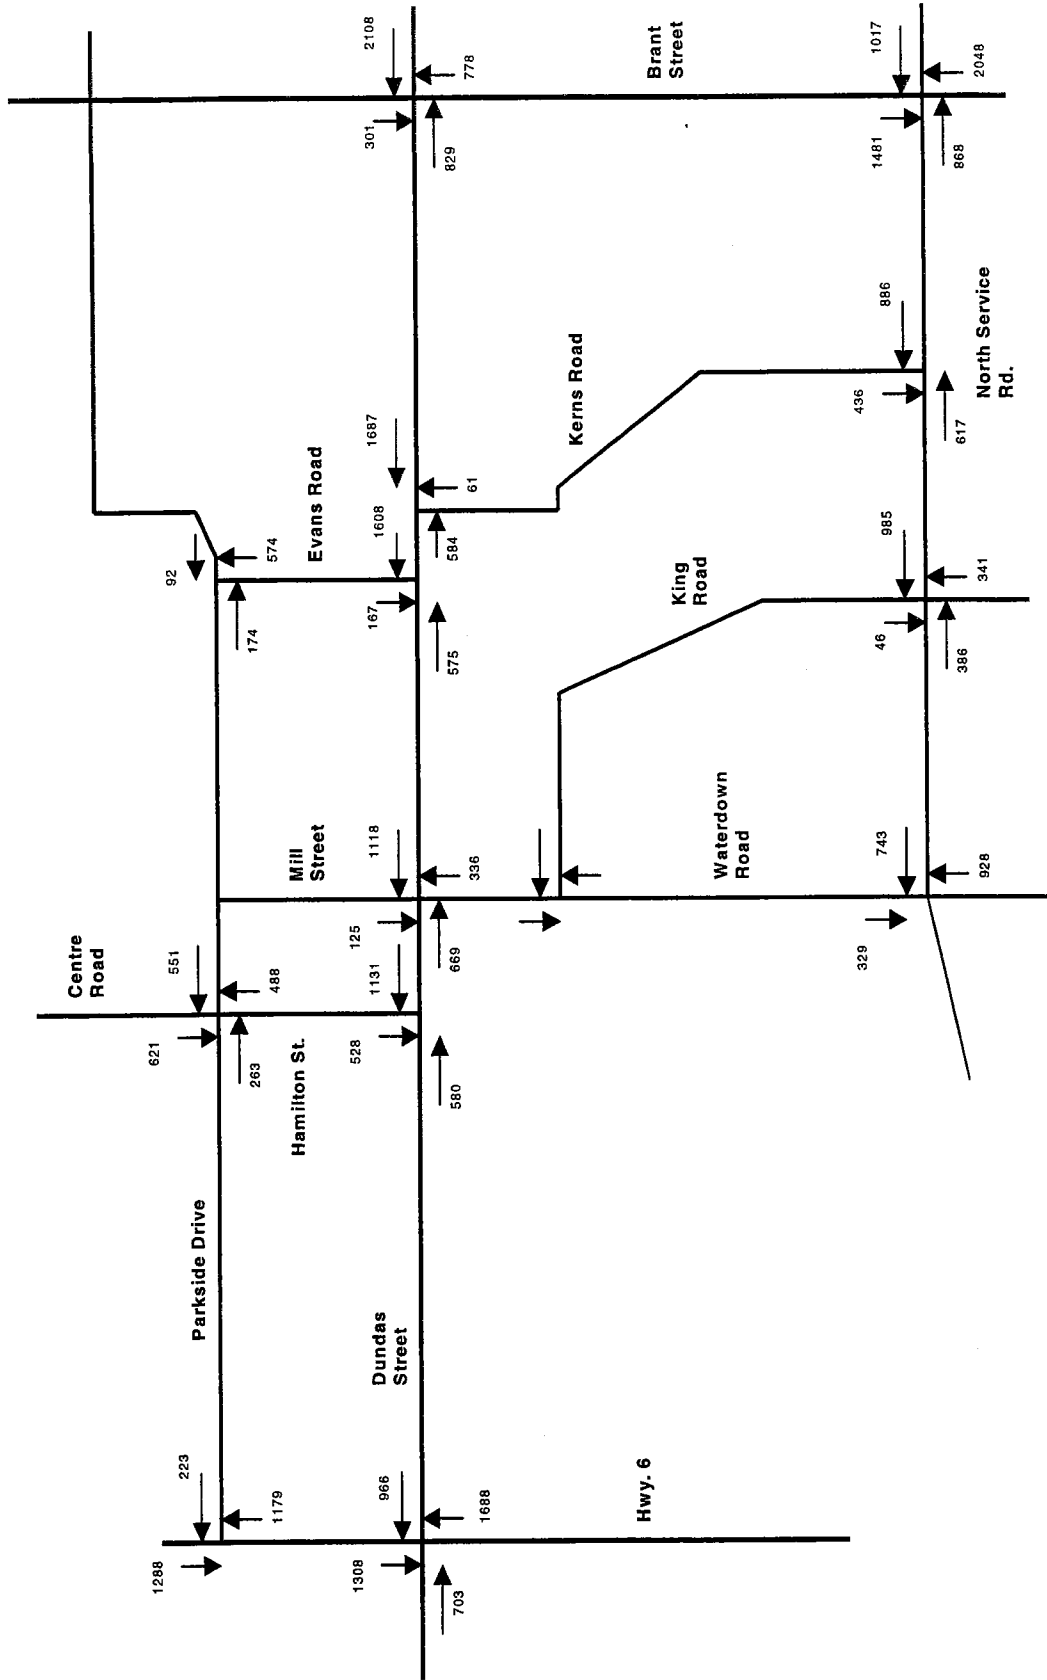 2108
778
Brant
Street
1017
2048
301
829
1481
868
North Service
Rd.
886
436
617
Kerns Road
1687
61
584
Evans Road
1608
167
575
574
92
174
King
Road
985
341
46
386
Mill
Street
1118
336
125
669
Waterdown
Road
743
928
329
Centre
Road
551
488
621
263
Hamilton St.
1131
528
580
Parkside Drive
Dundas
Street
223
1179
1288
966
1688
1308
703
Hwy. 6